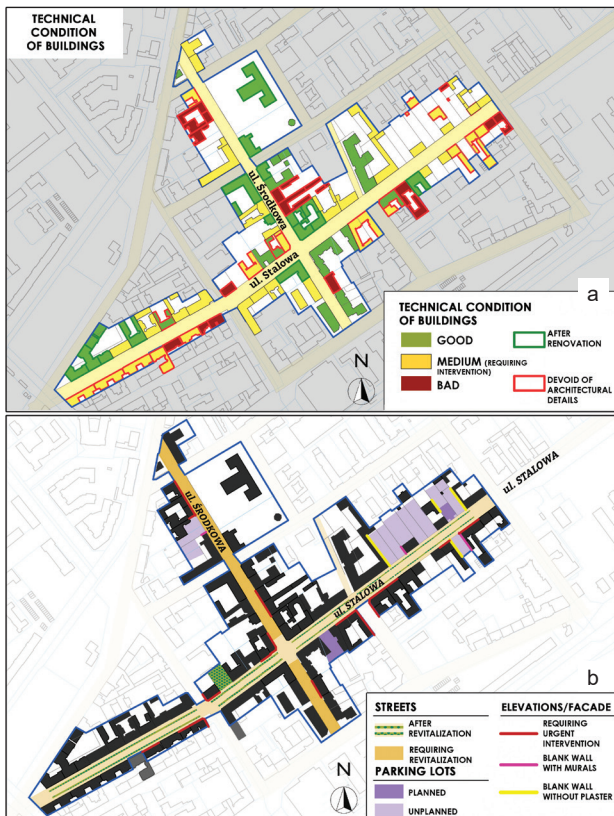 TECHNICAL
CONDITION
OF BUILDINGS
ul. Środkowa
ul. Stalowa
a
TECHNICAL CONDITION
OF BUILDINGS
GOOD
AFTER
RENOVATION
MEDIUM (REQUIRING
INTERVENTION)
BAD
DEVOID OF
ARCHITECTURAL
DETAILS
N
ul. STALOWA
ul. ŚRODKOWA
ul. STALOWA
b
STREETS
AFTER
REVITALIZATION
REQUIRING
REVITALIZATION
PARKING LOTS
PLANNED
UNPLANNED
ELEVATIONS/FACADE
REQUIRING
URGENT
INTERVENTION
BLANK WALL
WITH MURALS
BLANK WALL
WITHOUT PLASTER
N